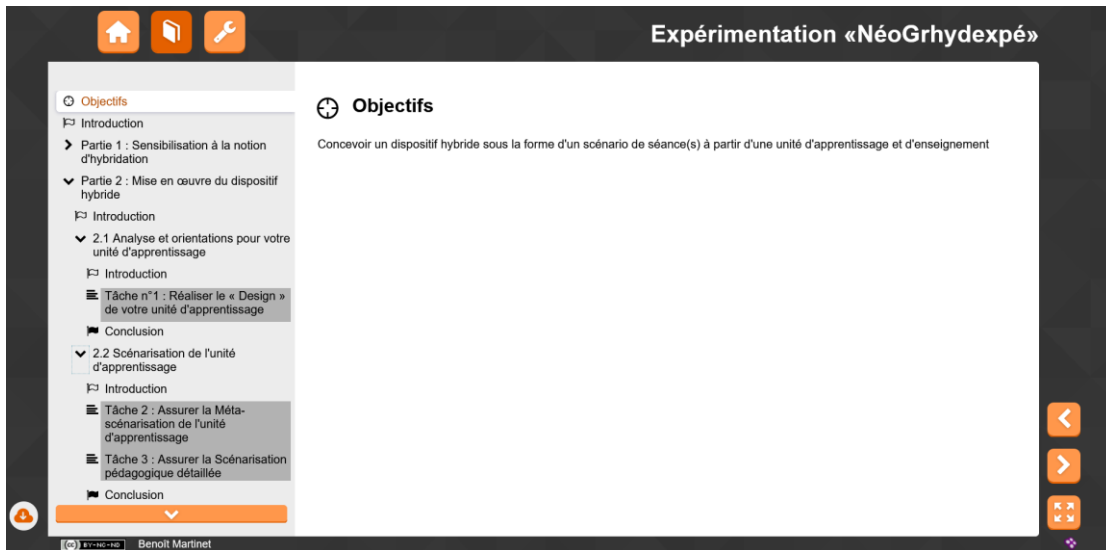 Expérimentation «NéoGrhydexpé»
Objectifs
Introduction
Partie 1 : Sensibilisation à la notion
d'hybridation
Partie 2 : Mise en œuvre du dispositif
hybride
Introduction
2.1 Analyse et orientations pour votre
unité d'apprentissage
Introduction
Tâche n°1 : Réaliser le « Design »
de votre unité d'apprentissage
Conclusion
2.2 Scénarisation de l'unité
d'apprentissage
Introduction
Tâche 2 : Assurer la Méta-
scénarisation de l'unité
d'apprentissage
Tâche 3 : Assurer la Scénarisation
pédagogique détaillée
Conclusion
Objectifs
Concevoir un dispositif hybride sous la forme d'un scénario de séance(s) à partir d'une unité d'apprentissage et d'enseignement
(cc) BY-NC-ND Benoît Martinet